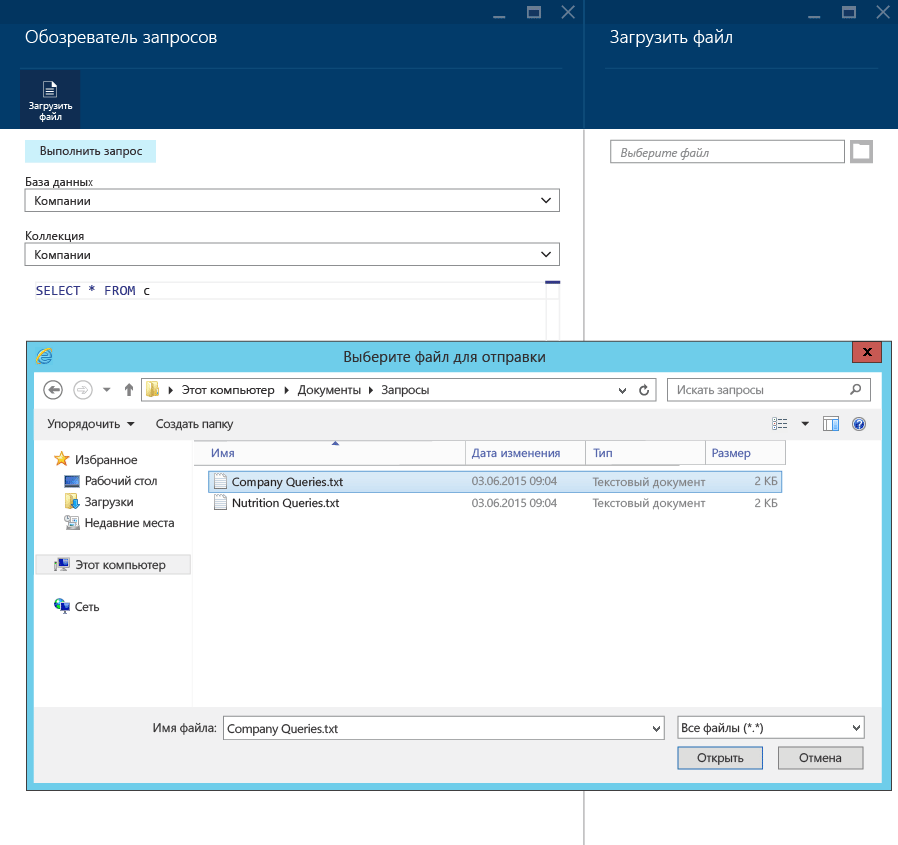 Обозреватель запросов
Загрузить файл
Загрузить
файл
Выполнить запрос
Выберите файл
База данных
Компании
Коллекция
Компании
SELECT * FROM c
Выберите файл для отправки
Этот компьютер Документы Запросы
Искать запросы
Упорядочить Создать папку
Избранное
Рабочий стол
Загрузки
Недавние места
Этот компьютер
Сеть
Имя Дата изменения Тип Размер
Company Queries.txt 03.06.2015 09:04 Текстовый документ 2 КБ
Nutrition Queries.txt 03.06.2015 09:04 Текстовый документ 2 КБ
Имя файла: Company Queries.txt Все файлы (*.*)
Открыть Отмена